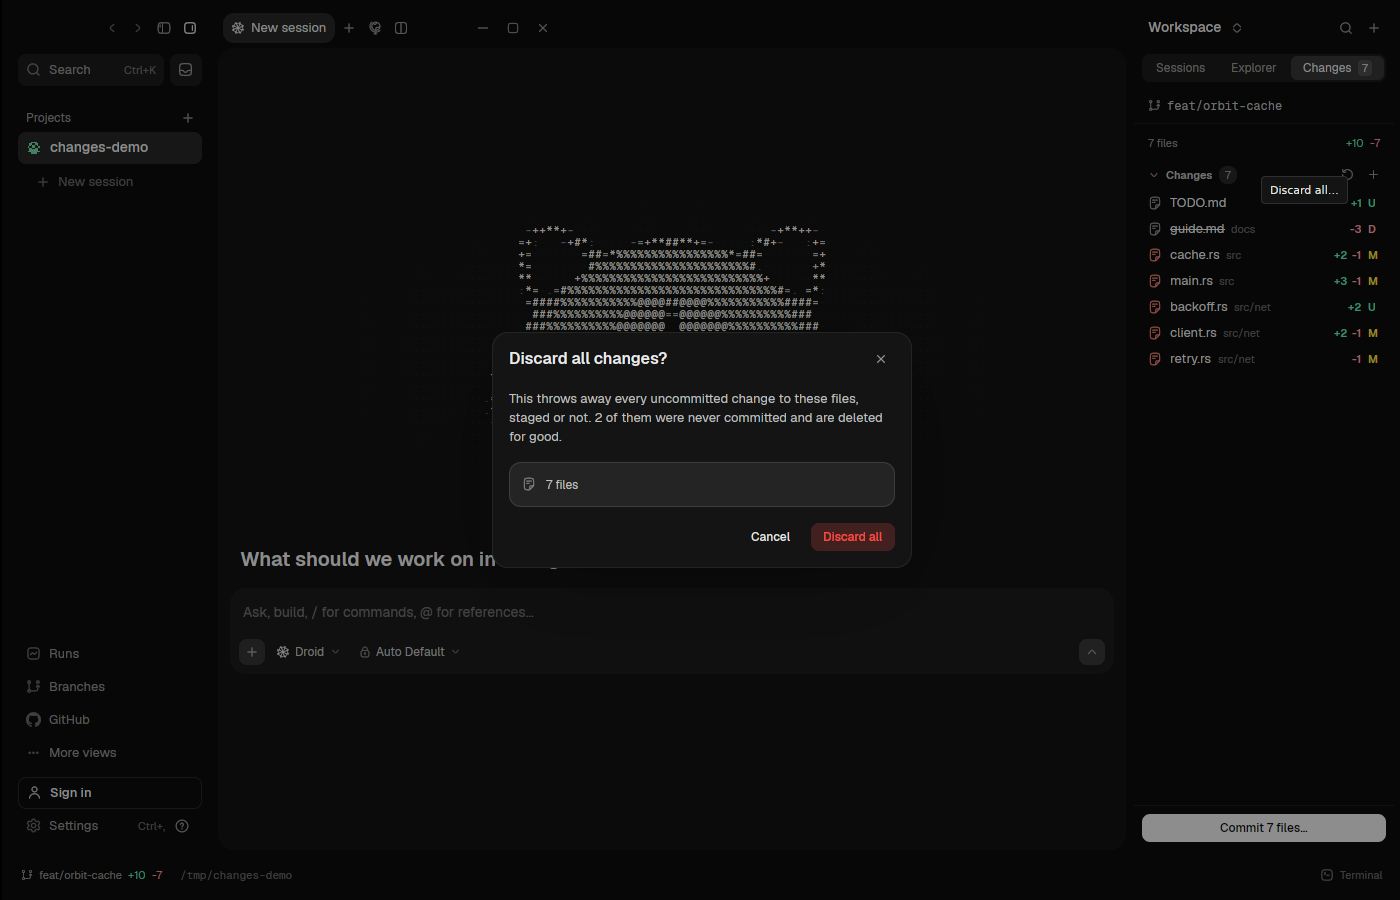 New session
Workspace
Search Ctrl+K
Sessions Explorer Changes 7
feat/orbit-cache
Projects
changes-demo
New session
7 files +10 -7
Changes 7
Discard all...
TODO.md +1 U
guide.md docs -3 D
cache.rs src +2 -1 M
main.rs src +3 -1 M
backoff.rs src/net +2 U
client.rs src/net +2 -1 M
retry.rs src/net -1 M
Discard all changes?
This throws away every uncommitted change to these files,
staged or not. 2 of them were never committed and are deleted
for good.
7 files
Cancel Discard all
What should we work on in
Ask, build, / for commands, @ for references...
Droid Auto Default
Runs
Branches
GitHub
More views
Sign in
Settings Ctrl+,
Commit 7 files...
feat/orbit-cache +10 -7 /tmp/changes-demo
Terminal